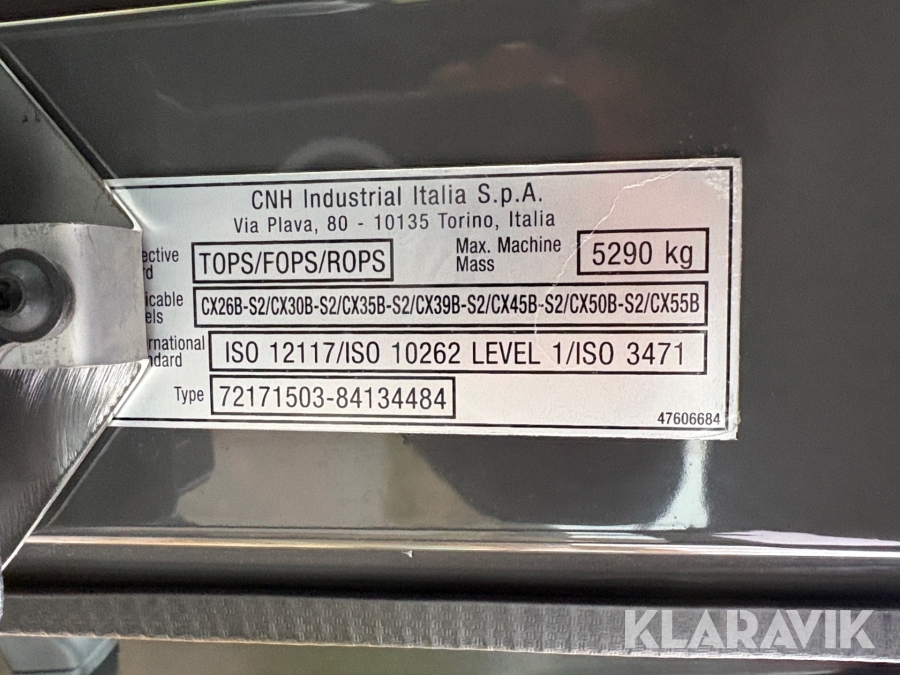 CNH Industrial Italia S.p.A.
Via Plava, 80 - 10135 Torino, Italia
TOPS/FOPS/ROPS
Max. Machine
Mass
5290 kg
CX26B-S2/CX30B-S2/CX35B-S2/CX39B-S2/CX45B-S2/CX50B-S2/CX55B
ISO 12117/ISO 10262 LEVEL 1/ISO 3471
Type 72171503-84134484
47606684
KLARAVIK